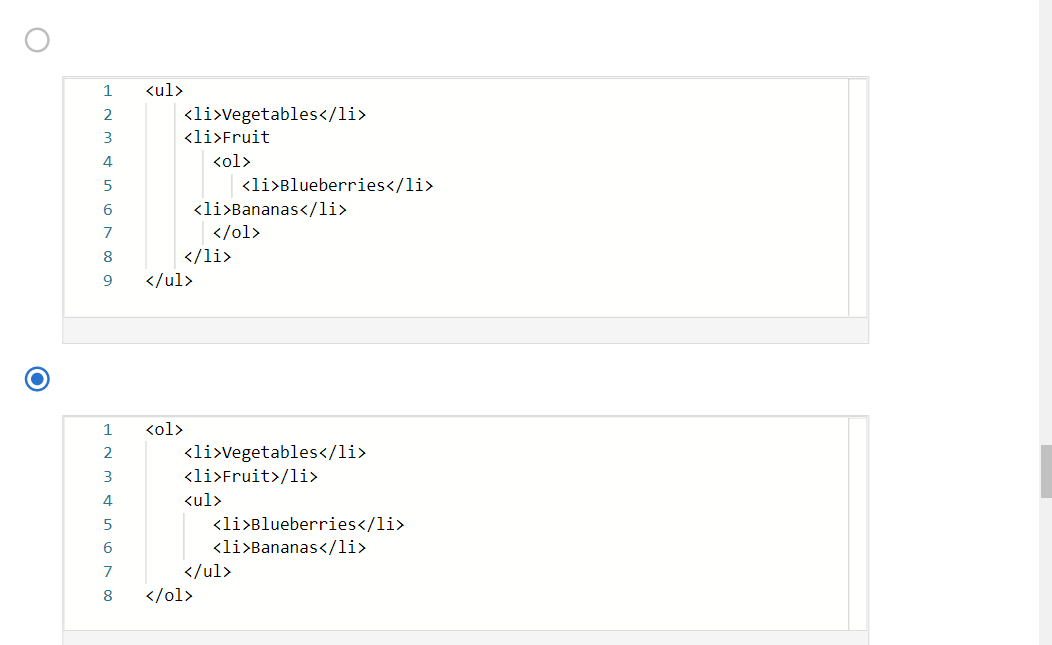 1 <ul>
2 <li>Vegetables</li>
3 <li>Fruit
4 <ol>
5 <li>Blueberries</li>
6 <li>Bananas</li>
7 </ol>
8 </li>
9 </ul>
1 <ol>
2 <li>Vegetables</li>
3 <li>Fruit>/li>
4 <ul>
5 <li>Blueberries</li>
6 <li>Bananas</li>
7 </ul>
8 </ol>